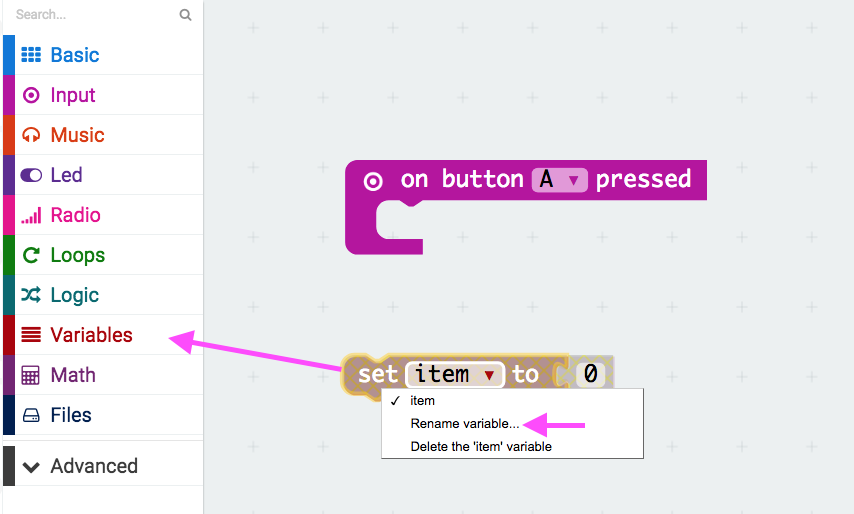 Search...
Basic
Input
Music
Led
Radio
Loops
Logic
Variables
Math
Files
Advanced
on button A pressed
set item to 0
item
Rename variable...
Delete the 'item' variable